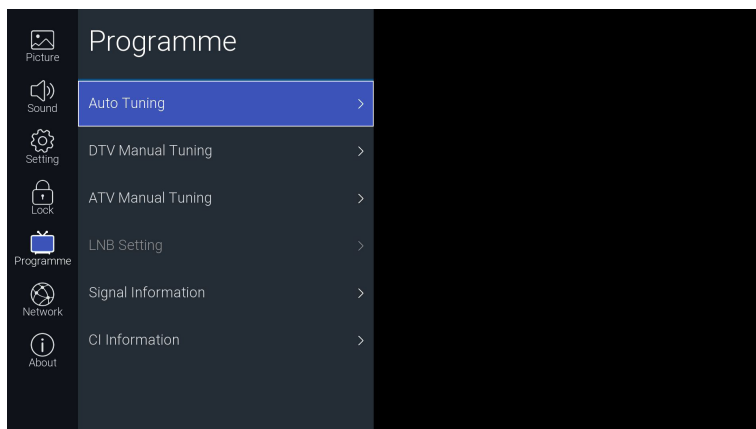 Picture
Sound
Setting
Lock
Programme
Network
About
Programme
Auto Tuning
DTV Manual Tuning
ATV Manual Tuning
LNB Setting
Signal Information
CI Information